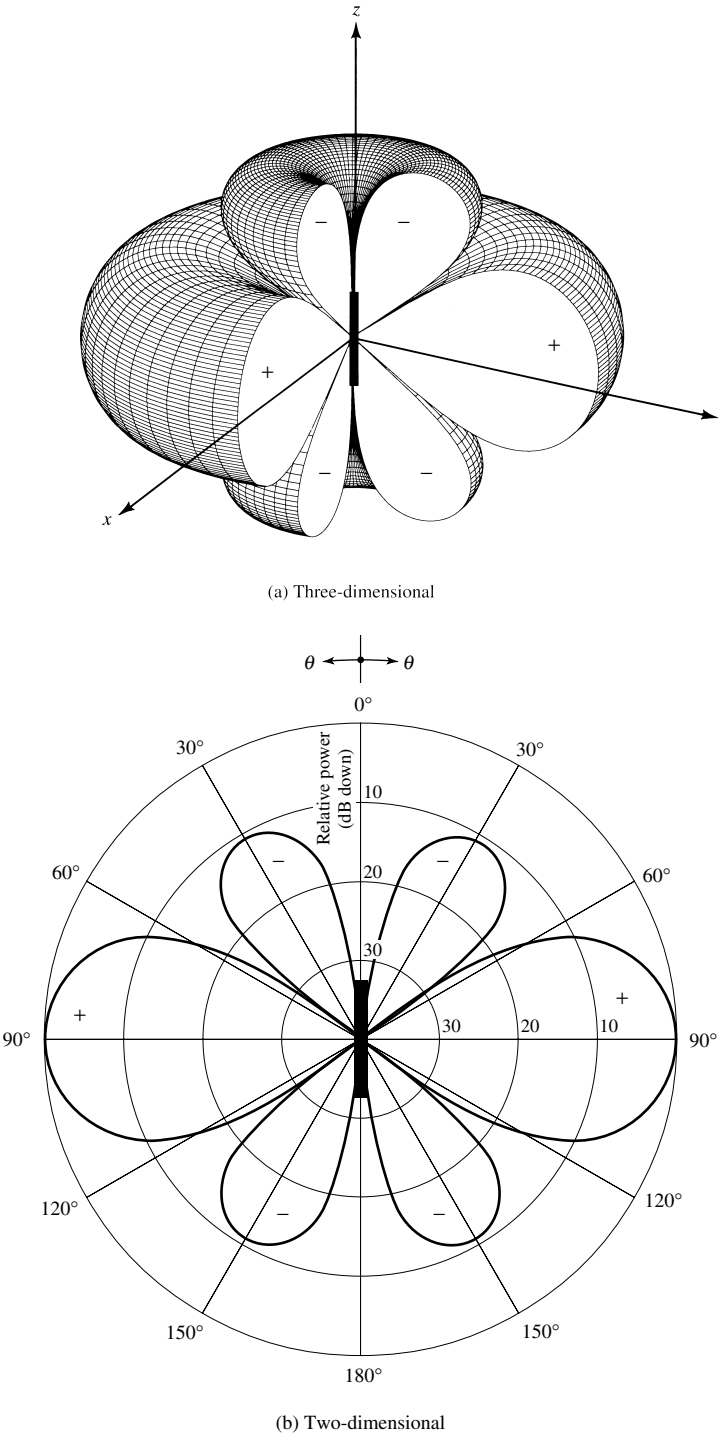 z
− −
+ +
− −
x
(a) Three-dimensional
θ θ
0°
30° 30°
Relative power
(dB down)
10
− −
60° 20 60°
30
+ +
30 20 10
90° 90°
120° 120°
− −
150° 150°
180°
(b) Two-dimensional